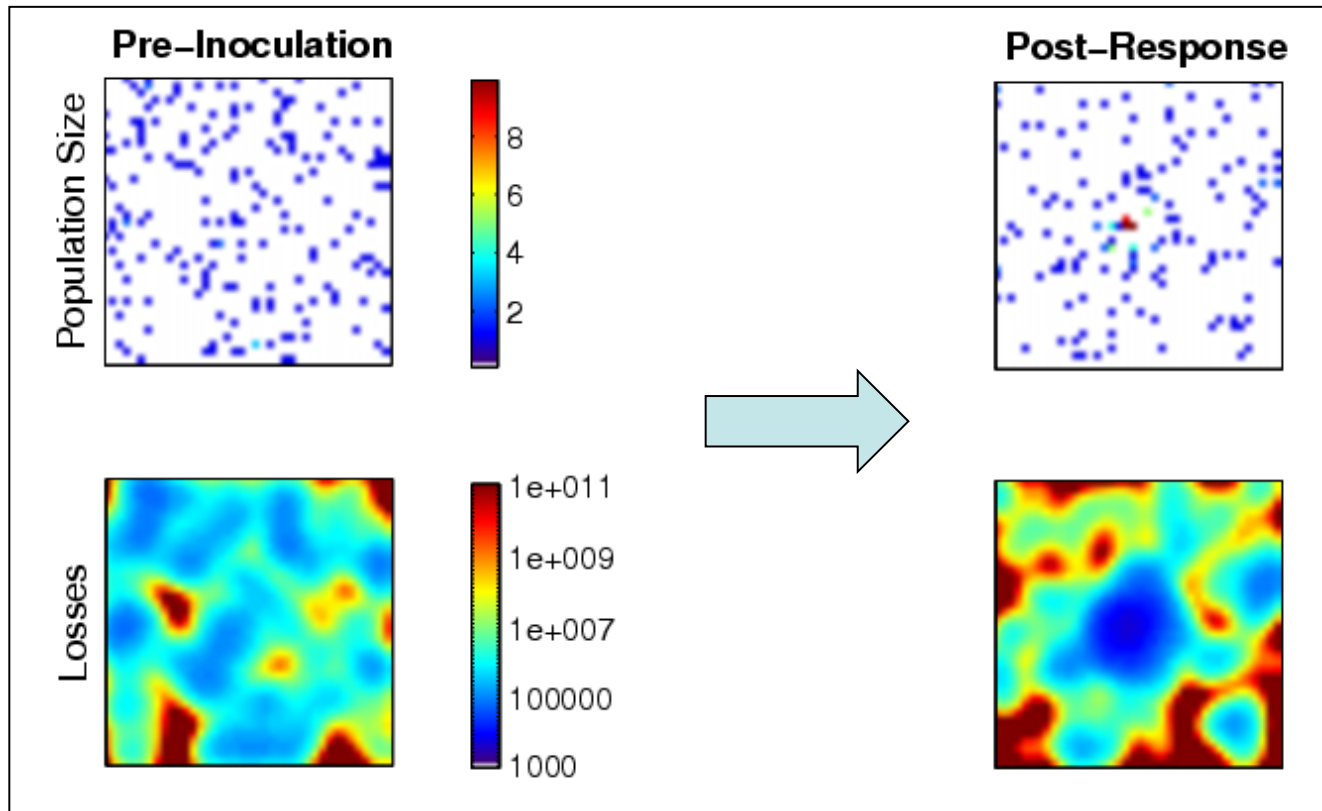 Pre-Inoculation
Post-Response
Population Size
8
6
4
2
Losses
1e+011
1e+009
1e+007
100000
1000